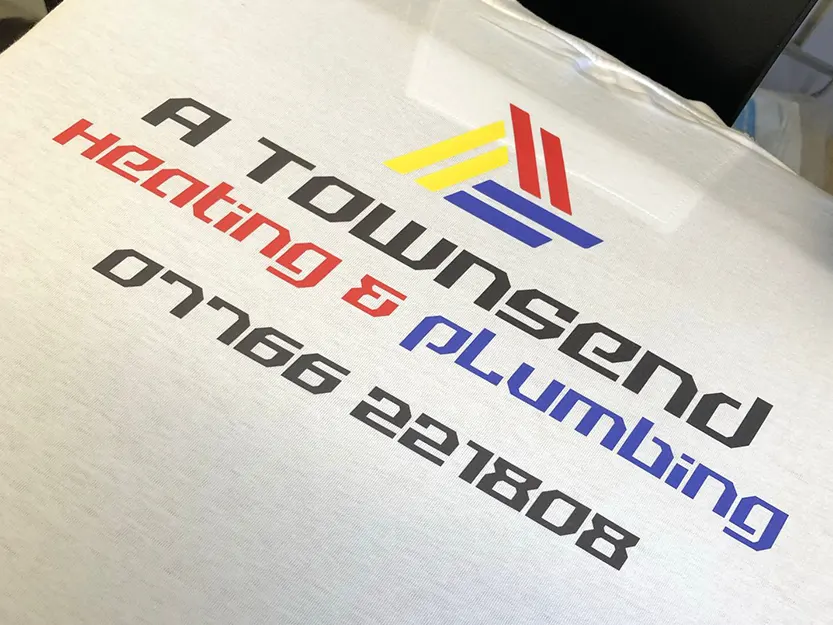 A Townsend
Heating & Plumbing
07766 221808